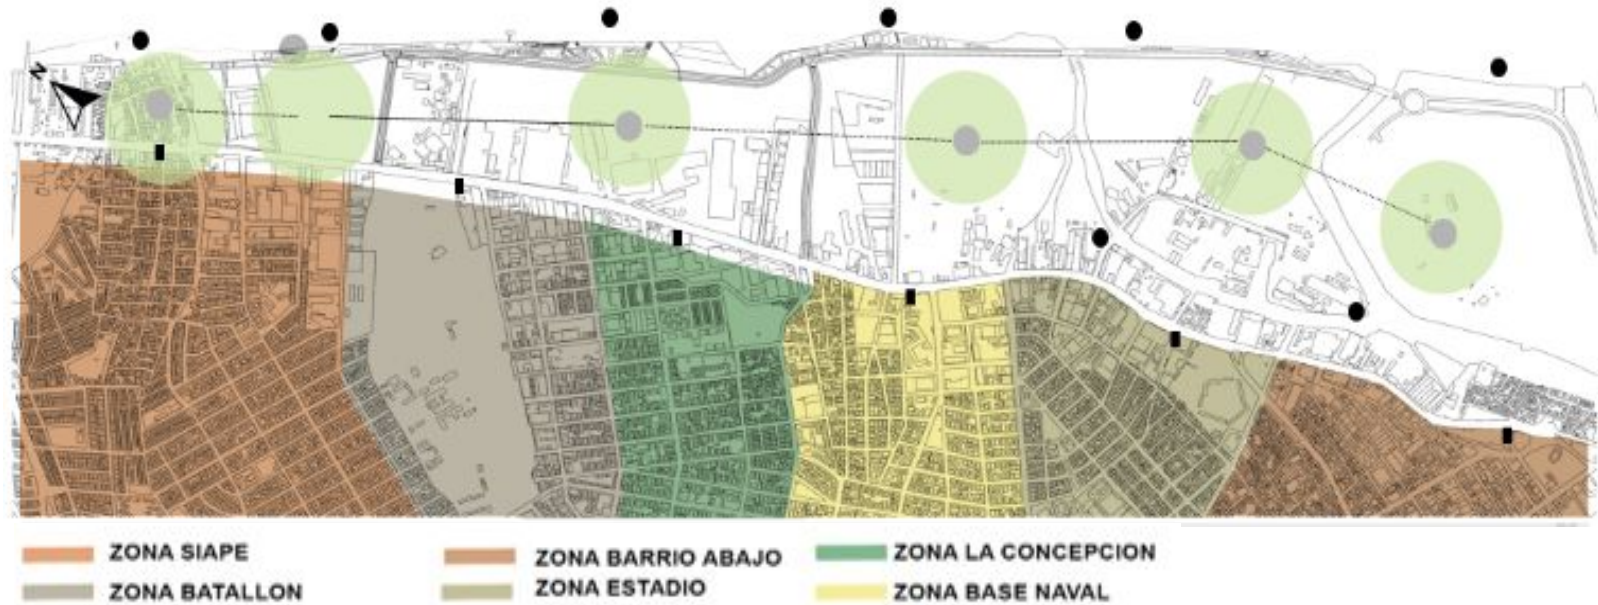 N
ZONA SIAPE
ZONA BATALLON
ZONA BARRIO ABAJO
ZONA ESTADIO
ZONA LA CONCEPCION
ZONA BASE NAVAL